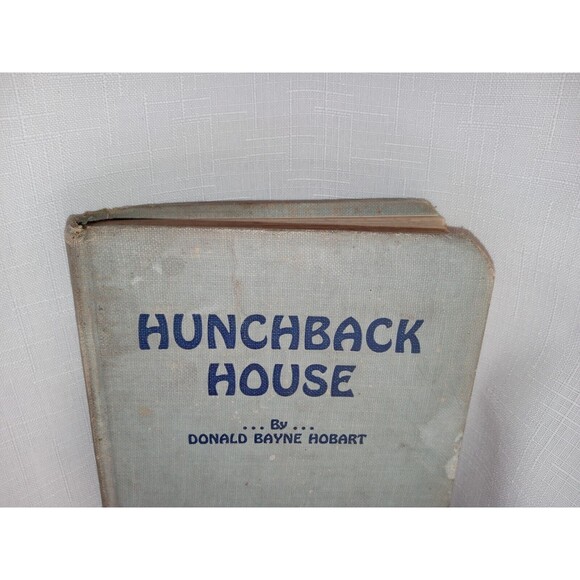 HUNCHBACK
HOUSE
... By ...
DONALD BAYNE HOBART